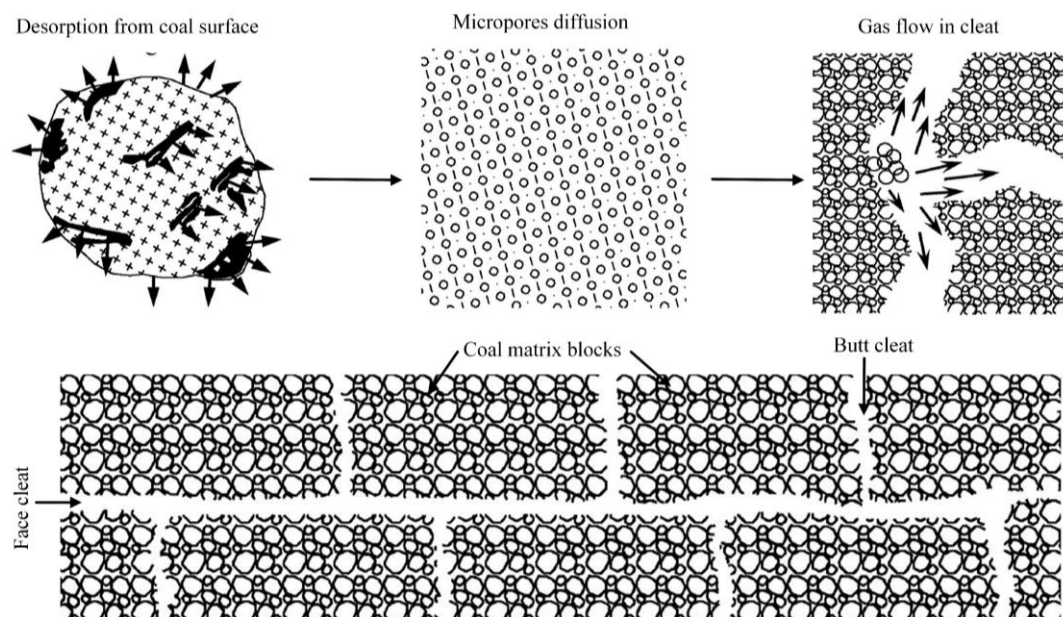 Desorption from coal surface
Micropores diffusion
Gas flow in cleat
Coal matrix blocks
Butt cleat
Face cleat